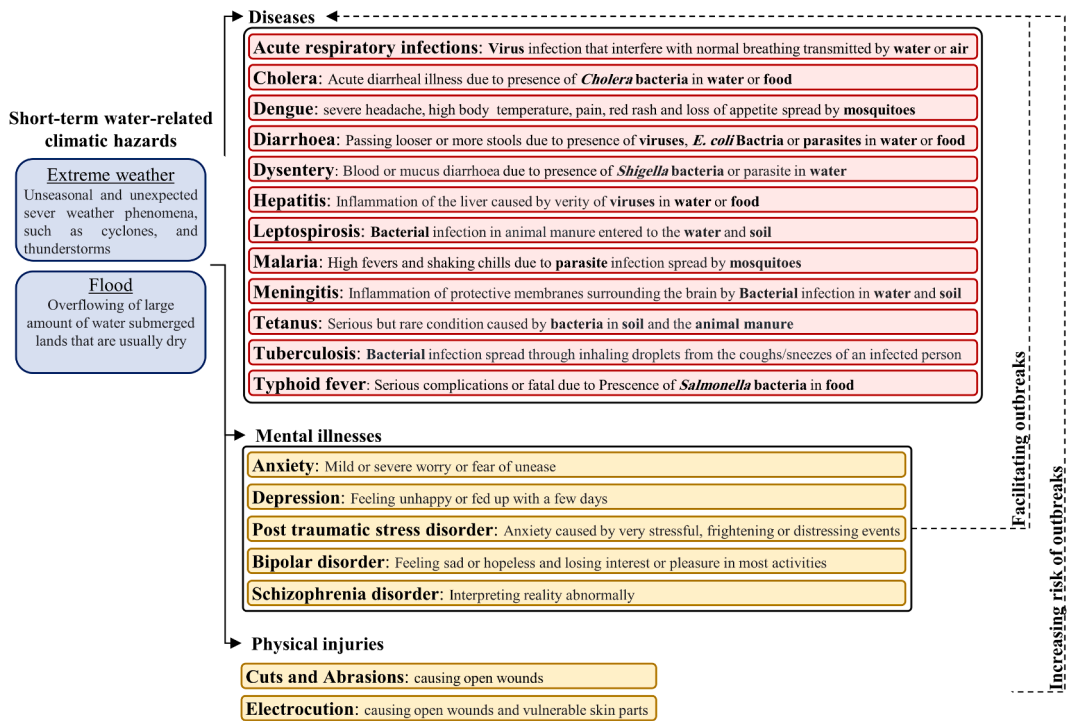 Diseases
Acute respiratory infections: Virus infection that interfere with normal breathing transmitted by water or air
Cholera: Acute diarrheal illness due to presence of Cholera bacteria in water or food
Dengue: severe headache, high body temperature, pain, red rash and loss of appetite spread by mosquitoes
Diarrhoea: Passing looser or more stools due to presence of viruses, E. coli Bactria or parasites in water or food
Dysentery: Blood or mucus diarrhoea due to presence of Shigella bacteria or parasite in water
Hepatitis: Inflammation of the liver caused by verity of viruses in water or food
Leptospirosis: Bacterial infection in animal manure entered to the water and soil
Malaria: High fevers and shaking chills due to parasite infection spread by mosquitoes
Meningitis: Inflammation of protective membranes surrounding the brain by Bacterial infection in water and soil
Tetanus: Serious but rare condition caused by bacteria in soil and the animal manure
Tuberculosis: Bacterial infection spread through inhaling droplets from the coughs/sneezes of an infected person
Typhoid fever: Serious complications or fatal due to Prescence of Salmonella bacteria in food
Short-term water-related
climatic hazards
Extreme weather
Unseasonal and unexpected
sever weather phenomena,
such as cyclones, and
thunderstorms
Flood
Overflowing of large
amount of water submerged
lands that are usually dry
Mental illnesses
Anxiety: Mild or severe worry or fear of unease
Depression: Feeling unhappy or fed up with a few days
Post traumatic stress disorder: Anxiety caused by very stressful, frightening or distressing events
Bipolar disorder: Feeling sad or hopeless and losing interest or pleasure in most activities
Schizophrenia disorder: Interpreting reality abnormally
Physical injuries
Cuts and Abrasions: causing open wounds
Electrocution: causing open wounds and vulnerable skin parts
Facilitating outbreaks
Increasing risk of outbreaks